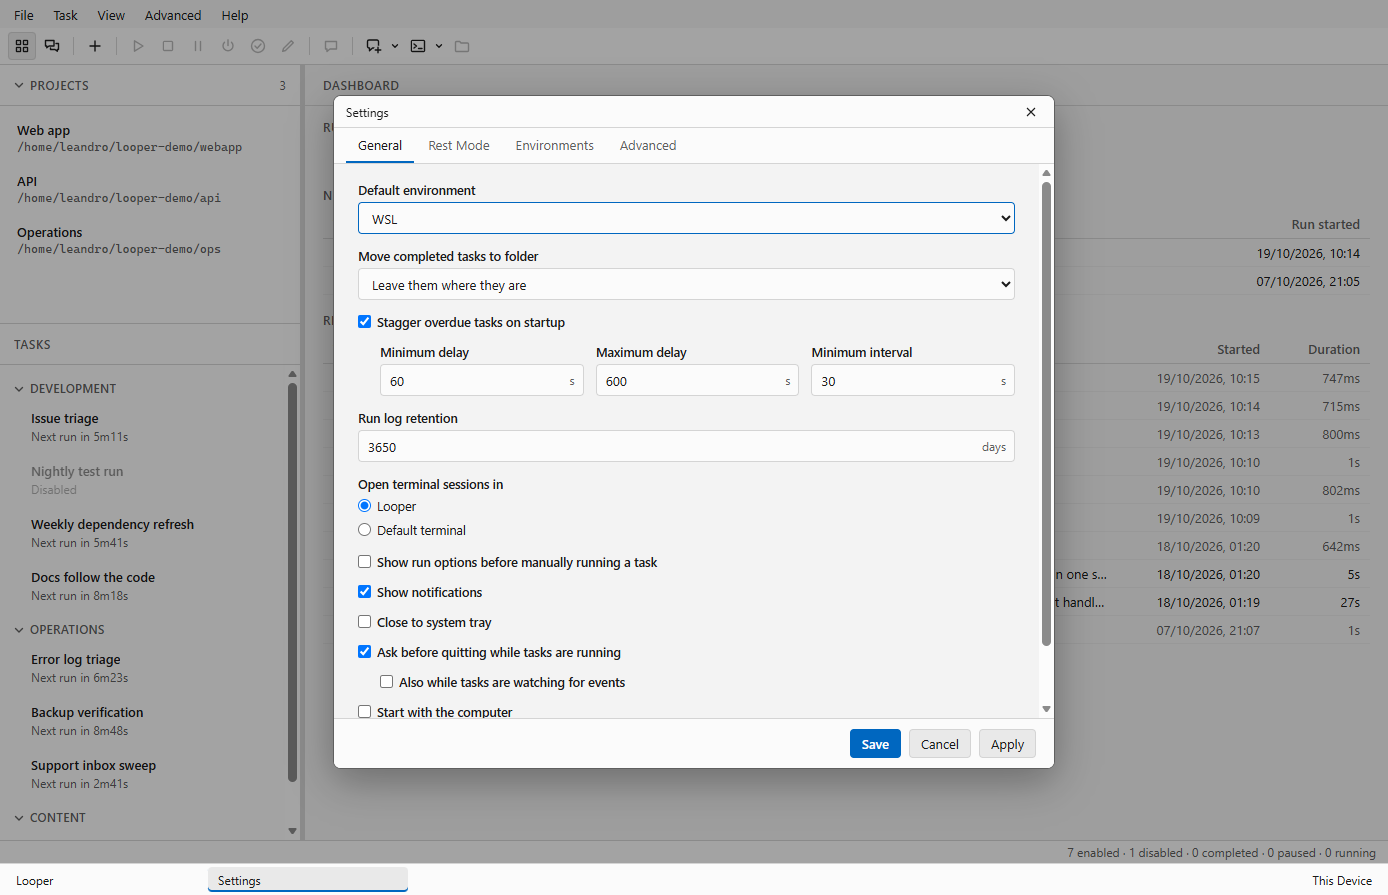 File Task View Advanced Help
PROJECTS 3
Web app
/home/leandro/looper-demo/webapp
API
/home/leandro/looper-demo/api
Operations
/home/leandro/looper-demo/ops
TASKS
DEVELOPMENT
Issue triage
Next run in 5m11s
Nightly test run
Disabled
Weekly dependency refresh
Next run in 5m41s
Docs follow the code
Next run in 8m18s
OPERATIONS
Error log triage
Next run in 6m23s
Backup verification
Next run in 8m48s
Support inbox sweep
Next run in 2m41s
CONTENT
DASHBOARD
Settings
General Rest Mode Environments Advanced
Default environment
WSL
Move completed tasks to folder
Leave them where they are
Stagger overdue tasks on startup
Minimum delay Maximum delay Minimum interval
60 s 600 s 30 s
Run log retention
3650 days
Open terminal sessions in
Looper
Default terminal
Show run options before manually running a task
Show notifications
Close to system tray
Ask before quitting while tasks are running
Also while tasks are watching for events
Start with the computer
Save Cancel Apply
Run started
19/10/2026, 10:14
07/10/2026, 21:05
Started Duration
19/10/2026, 10:15 747ms
19/10/2026, 10:14 715ms
19/10/2026, 10:13 800ms
19/10/2026, 10:10 1s
19/10/2026, 10:10 802ms
19/10/2026, 10:09 1s
18/10/2026, 01:20 642ms
n one s... 18/10/2026, 01:20 5s
t handl... 18/10/2026, 01:19 27s
07/10/2026, 21:07 1s
7 enabled · 1 disabled · 0 completed · 0 paused · 0 running
Looper Settings This Device